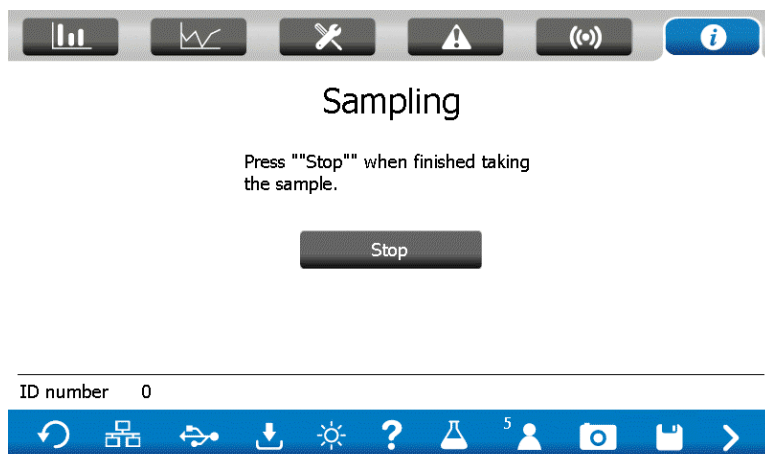 Sampling
Press ""Stop"" when finished taking
the sample.
Stop
ID number 0
5